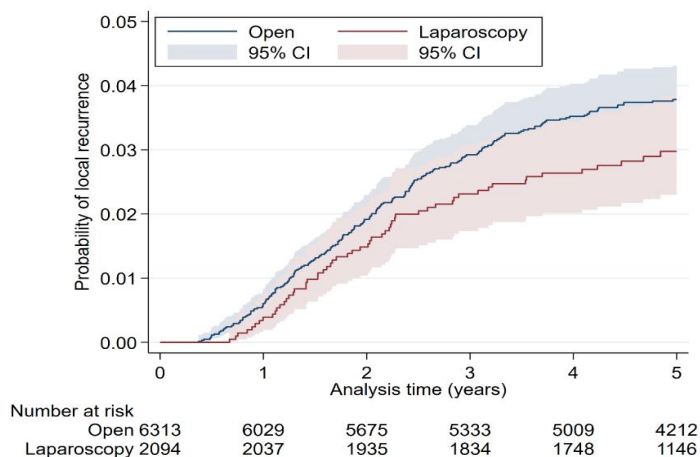 0.05
Open Laparoscopy
95% CI 95% CI
0.04
0.03
0.02
0.01
0.00
Probability of local recurrence
0 1 2 3 4 5
Analysis time (years)
Number at risk
Open 6313 6029 5675 5333 5009 4212
Laparoscopy 2094 2037 1935 1834 1748 1146